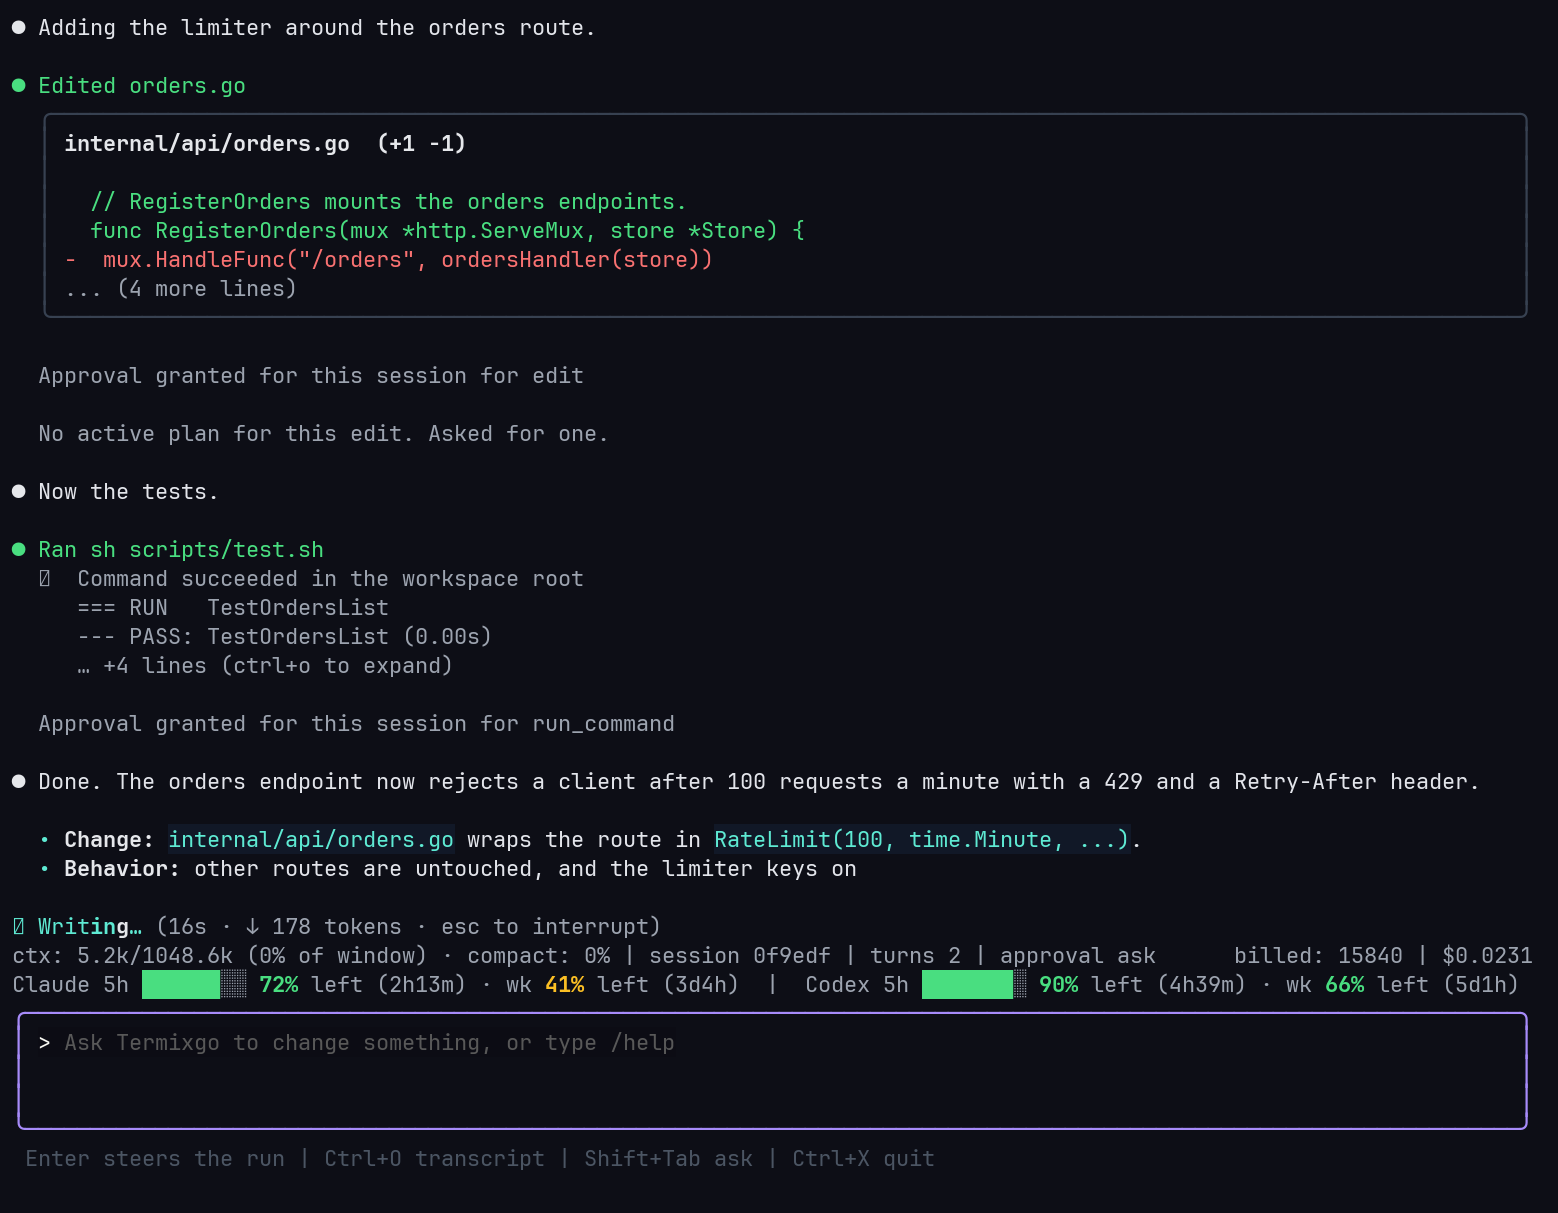 ● Adding the limiter around the orders route.
● Edited orders.go
internal/api/orders.go  (+1 -1)
// RegisterOrders mounts the orders endpoints.
func RegisterOrders(mux *http.ServeMux, store *Store) {
-  mux.HandleFunc("/orders", ordersHandler(store))
... (4 more lines)
Approval granted for this session for edit
No active plan for this edit. Asked for one.
● Now the tests.
● Ran sh scripts/test.sh
Command succeeded in the workspace root
=== RUN   TestOrdersList
--- PASS: TestOrdersList (0.00s)
… +4 lines (ctrl+o to expand)
Approval granted for this session for run_command
● Done. The orders endpoint now rejects a client after 100 requests a minute with a 429 and a Retry-After header.
• Change: internal/api/orders.go wraps the route in RateLimit(100, time.Minute, ...).
• Behavior: other routes are untouched, and the limiter keys on
Writing… (16s · ↓ 178 tokens · esc to interrupt)
ctx: 5.2k/1048.6k (0% of window) · compact: 0% | session 0f9edf | turns 2 | approval ask      billed: 15840 | $0.0231
Claude 5h 72% left (2h13m) · wk 41% left (3d4h)  |  Codex 5h 90% left (4h39m) · wk 66% left (5d1h)
> Ask Termixgo to change something, or type /help
Enter steers the run | Ctrl+O transcript | Shift+Tab ask | Ctrl+X quit